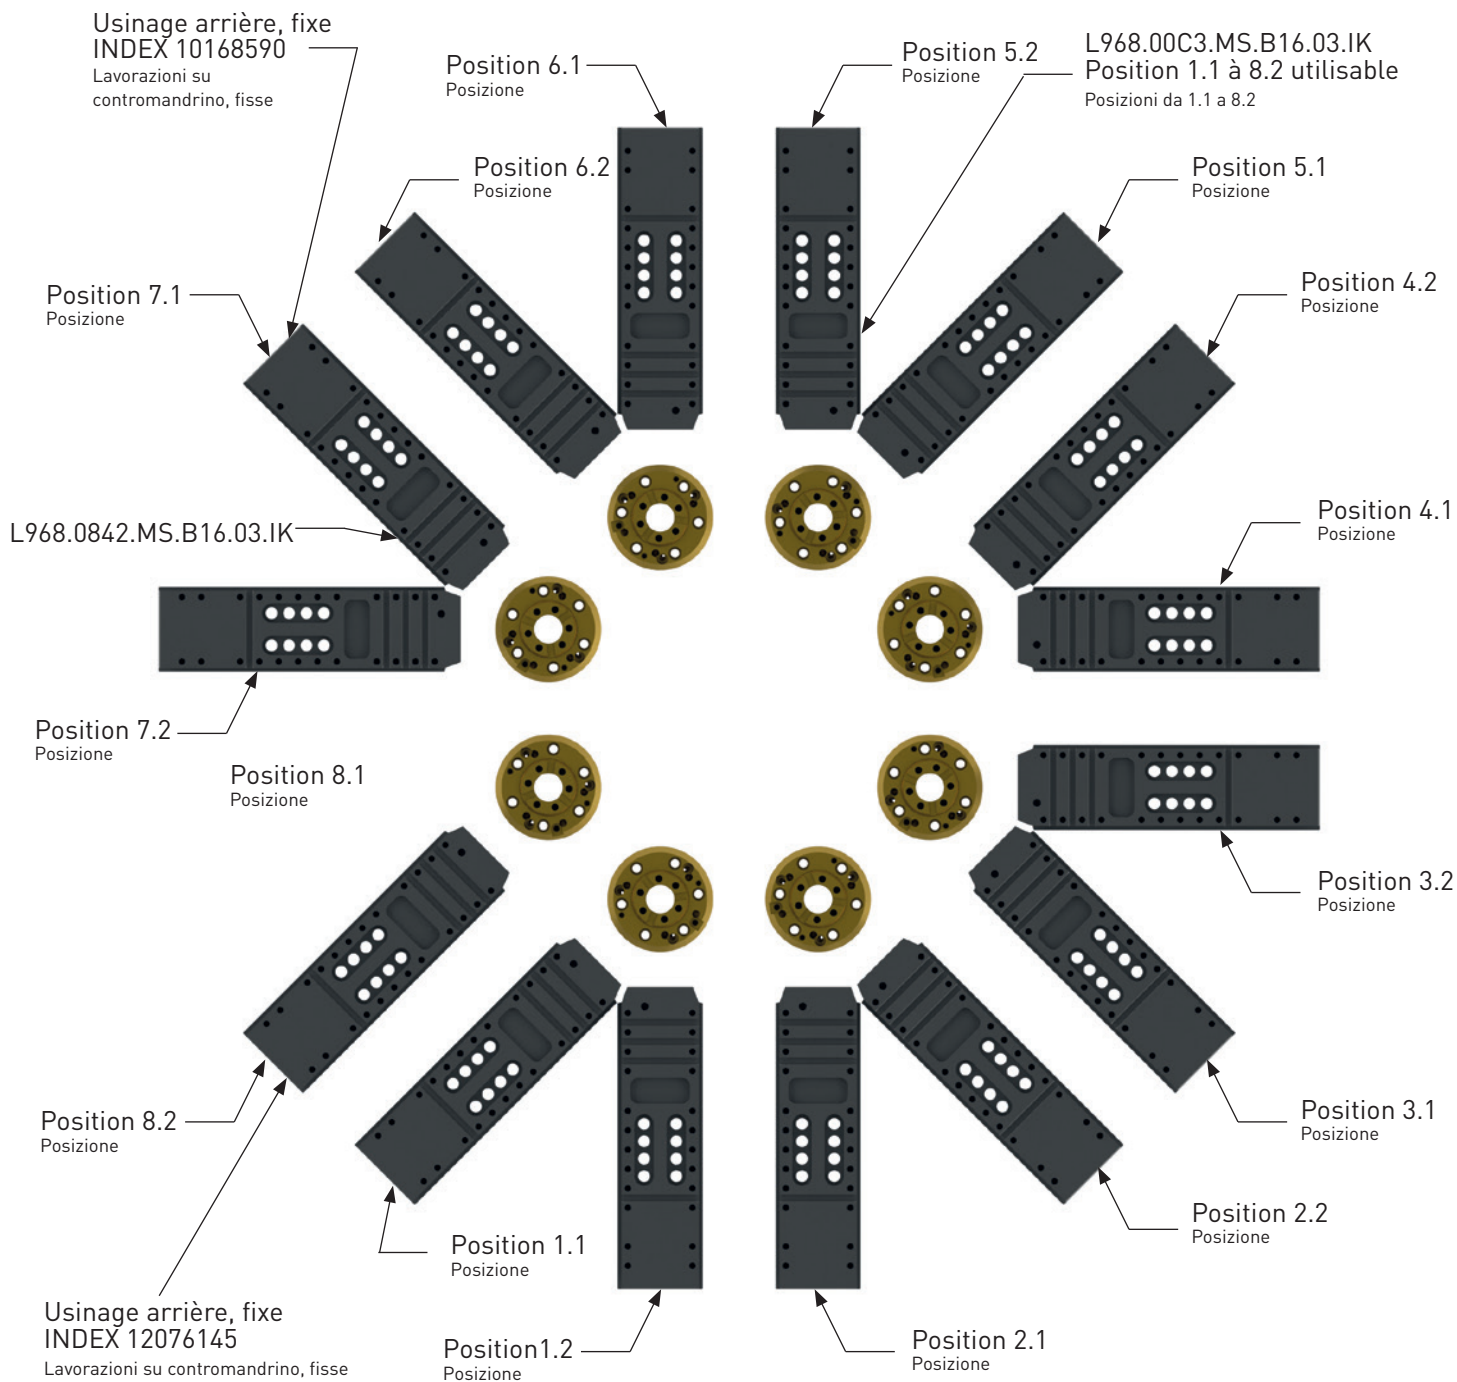 Usinage arrière, fixe
INDEX 10168590
Lavorazioni su
contromandrino, fisse
Position 6.1
Posizione
Position 5.2
Posizione
L968.00C3.MS.B16.03.IK
Position 1.1 à 8.2 utilisable
Posizioni da 1.1 a 8.2
Position 6.2
Posizione
Position 5.1
Posizione
Position 7.1
Posizione
Position 4.2
Posizione
L968.0842.MS.B16.03.IK
Position 4.1
Posizione
Position 7.2
Posizione
Position 8.1
Posizione
Position 3.2
Posizione
Position 8.2
Posizione
Position 3.1
Posizione
Position 1.1
Posizione
Position 2.2
Posizione
Usinage arrière, fixe
INDEX 12076145
Lavorazioni su contromandrino, fisse
Position1.2
Posizione
Position 2.1
Posizione